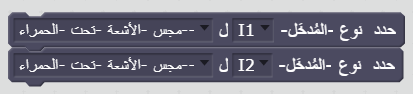 حدد نوع -المُدخَل- I1 ل --مجس -الأشعة -تحت -الحمراء
حدد نوع -المُدخَل- I2 ل --مجس -الأشعة -تحت -الحمراء